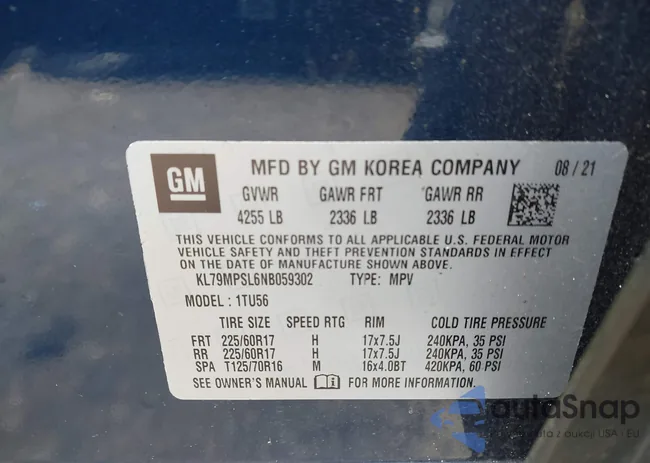 GM MFD BY GM KOREA COMPANY 08/21
GVWR GAWR FRT GAWR RR
4255 LB 2336 LB 2336 LB
THIS VEHICLE CONFORMS TO ALL APPLICABLE U.S. FEDERAL MOTOR
VEHICLE SAFETY AND THEFT PREVENTION STANDARDS IN EFFECT
ON THE DATE OF MANUFACTURE SHOWN ABOVE.
KL79MPSL6NB059302 TYPE: MPV
MODEL: 1TU56
TIRE SIZE SPEED RTG RIM COLD TIRE PRESSURE
FRT 225/60R17 H 17x7.5J 240KPA, 35 PSI
RR 225/60R17 H 17x7.5J 240KPA, 35 PSI
SPA T125/70R16 M 16x4.0BT 420KPA, 60 PSI
SEE OWNER'S MANUAL FOR MORE INFORMATION.
autoSnap
auta z aukcji USA - EU